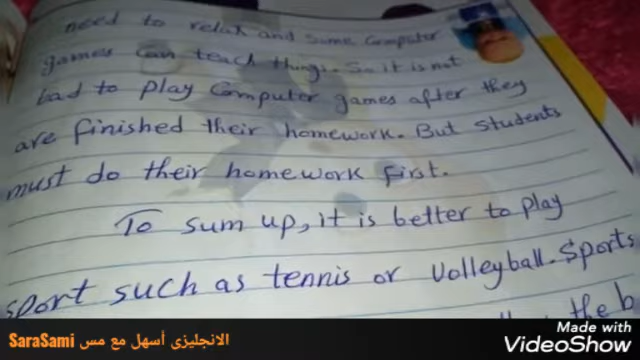 need to relax and some computer
games can teach things. So it is not
bad to play computer games after they
are finished their homework. But students
must do their homework first.
To sum up, it is better to play
sport such as tennis or volleyball. Sports
the b
الانجليزى أسهل مع مس SaraSami
Made with
VideoShow